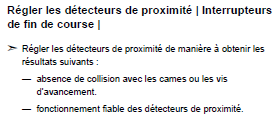 Régler les détecteurs de proximité | Interrupteurs
de fin de course |
➣ Régler les détecteurs de proximité de manière à obtenir les
résultats suivants :
— absence de collision avec les cames ou les vis
d'avancement.
— fonctionnement fiable des détecteurs de proximité.